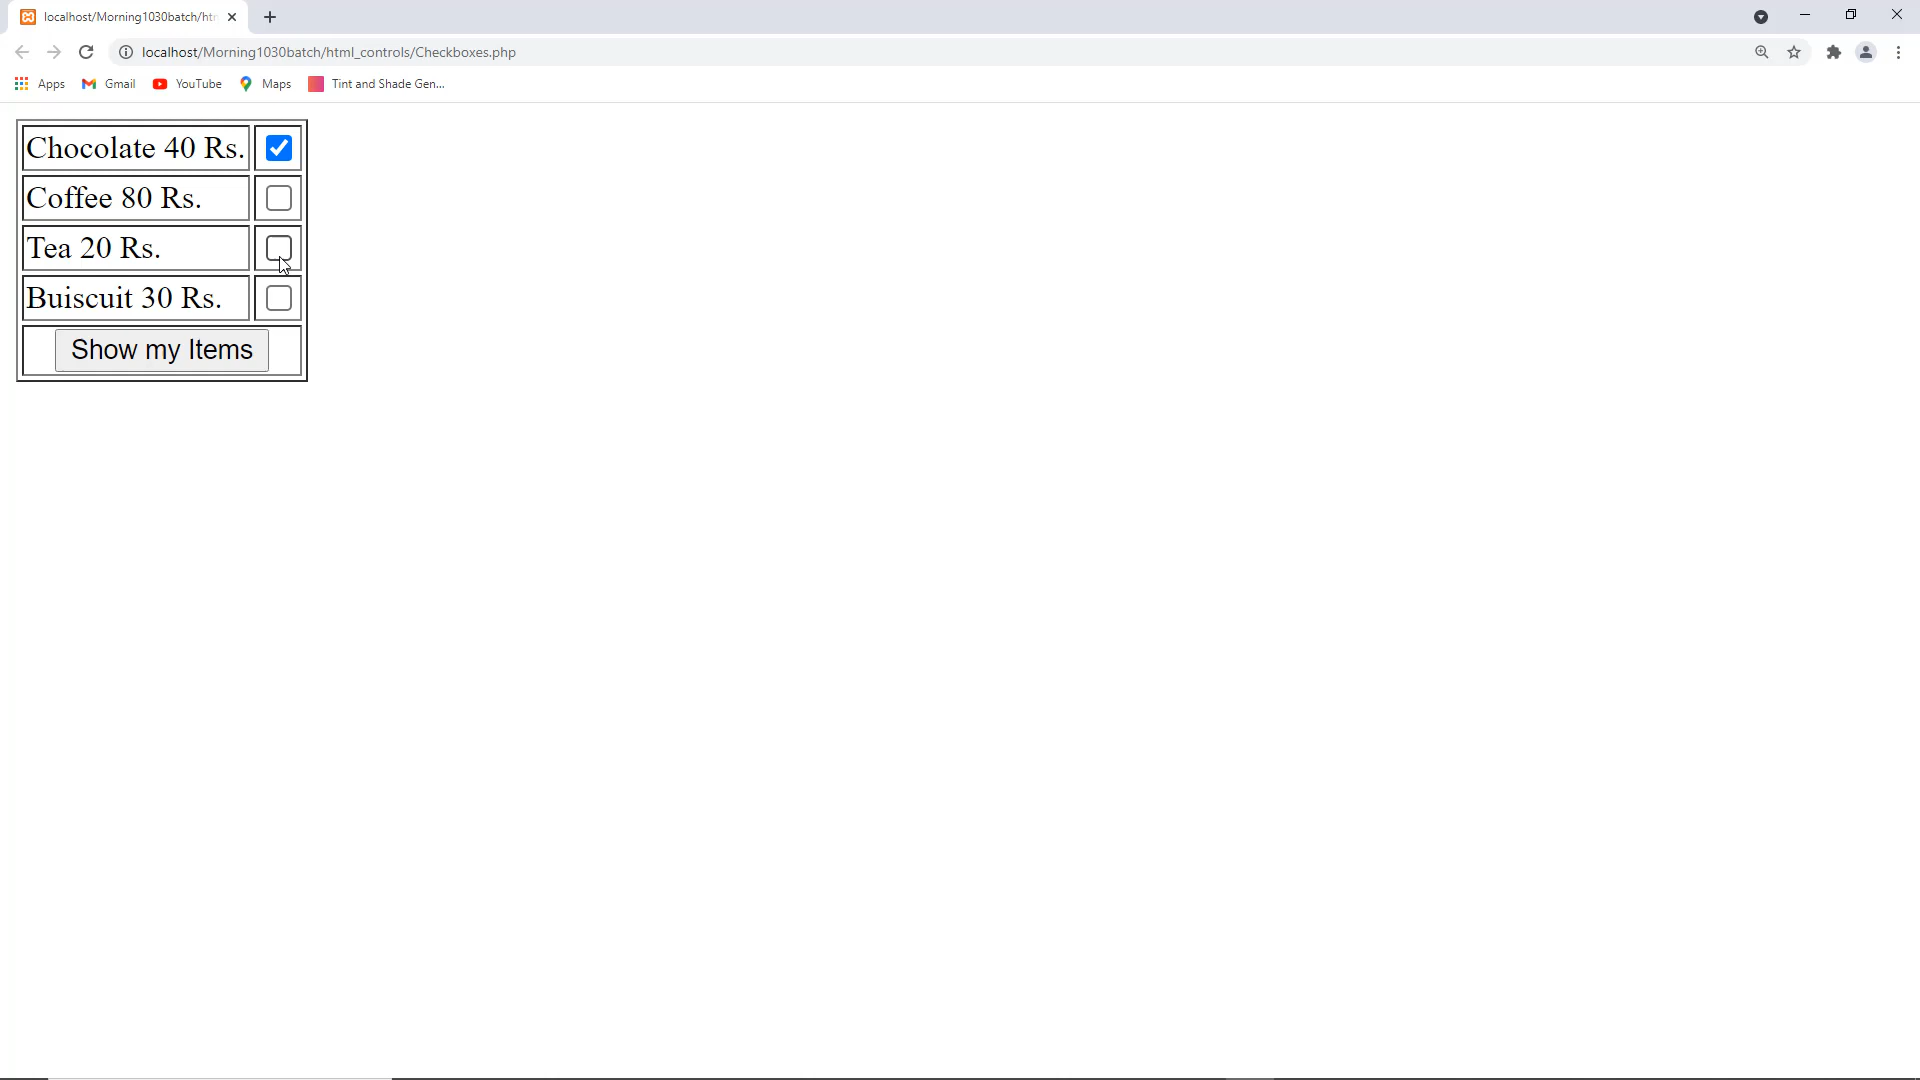 localhost/Morning1030batch/htn
localhost/Morning1030batch/html_controls/Checkboxes.php
Apps Gmail YouTube Maps Tint and Shade Gen...
Chocolate 40 Rs.
Coffee 80 Rs.
Tea 20 Rs.
Buiscuit 30 Rs.
Show my Items